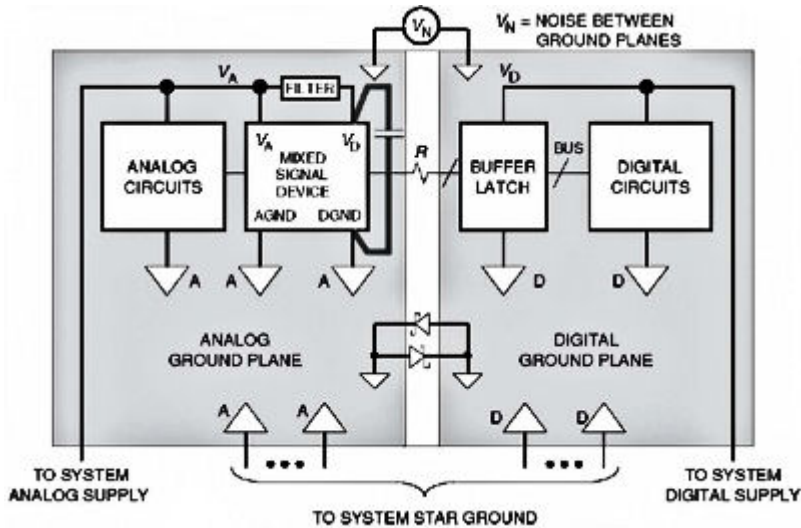 V_N
V_N = NOISE BETWEEN
GROUND PLANES
V_A
FILTER
V_D
ANALOG
CIRCUITS
V_A
V_D
MIXED
SIGNAL
DEVICE
AGND DGND
R
BUFFER
LATCH
BUS
DIGITAL
CIRCUITS
A
A
A
D
D
ANALOG
GROUND PLANE
DIGITAL
GROUND PLANE
A
A
D
D
TO SYSTEM
ANALOG SUPPLY
TO SYSTEM
DIGITAL SUPPLY
TO SYSTEM STAR GROUND